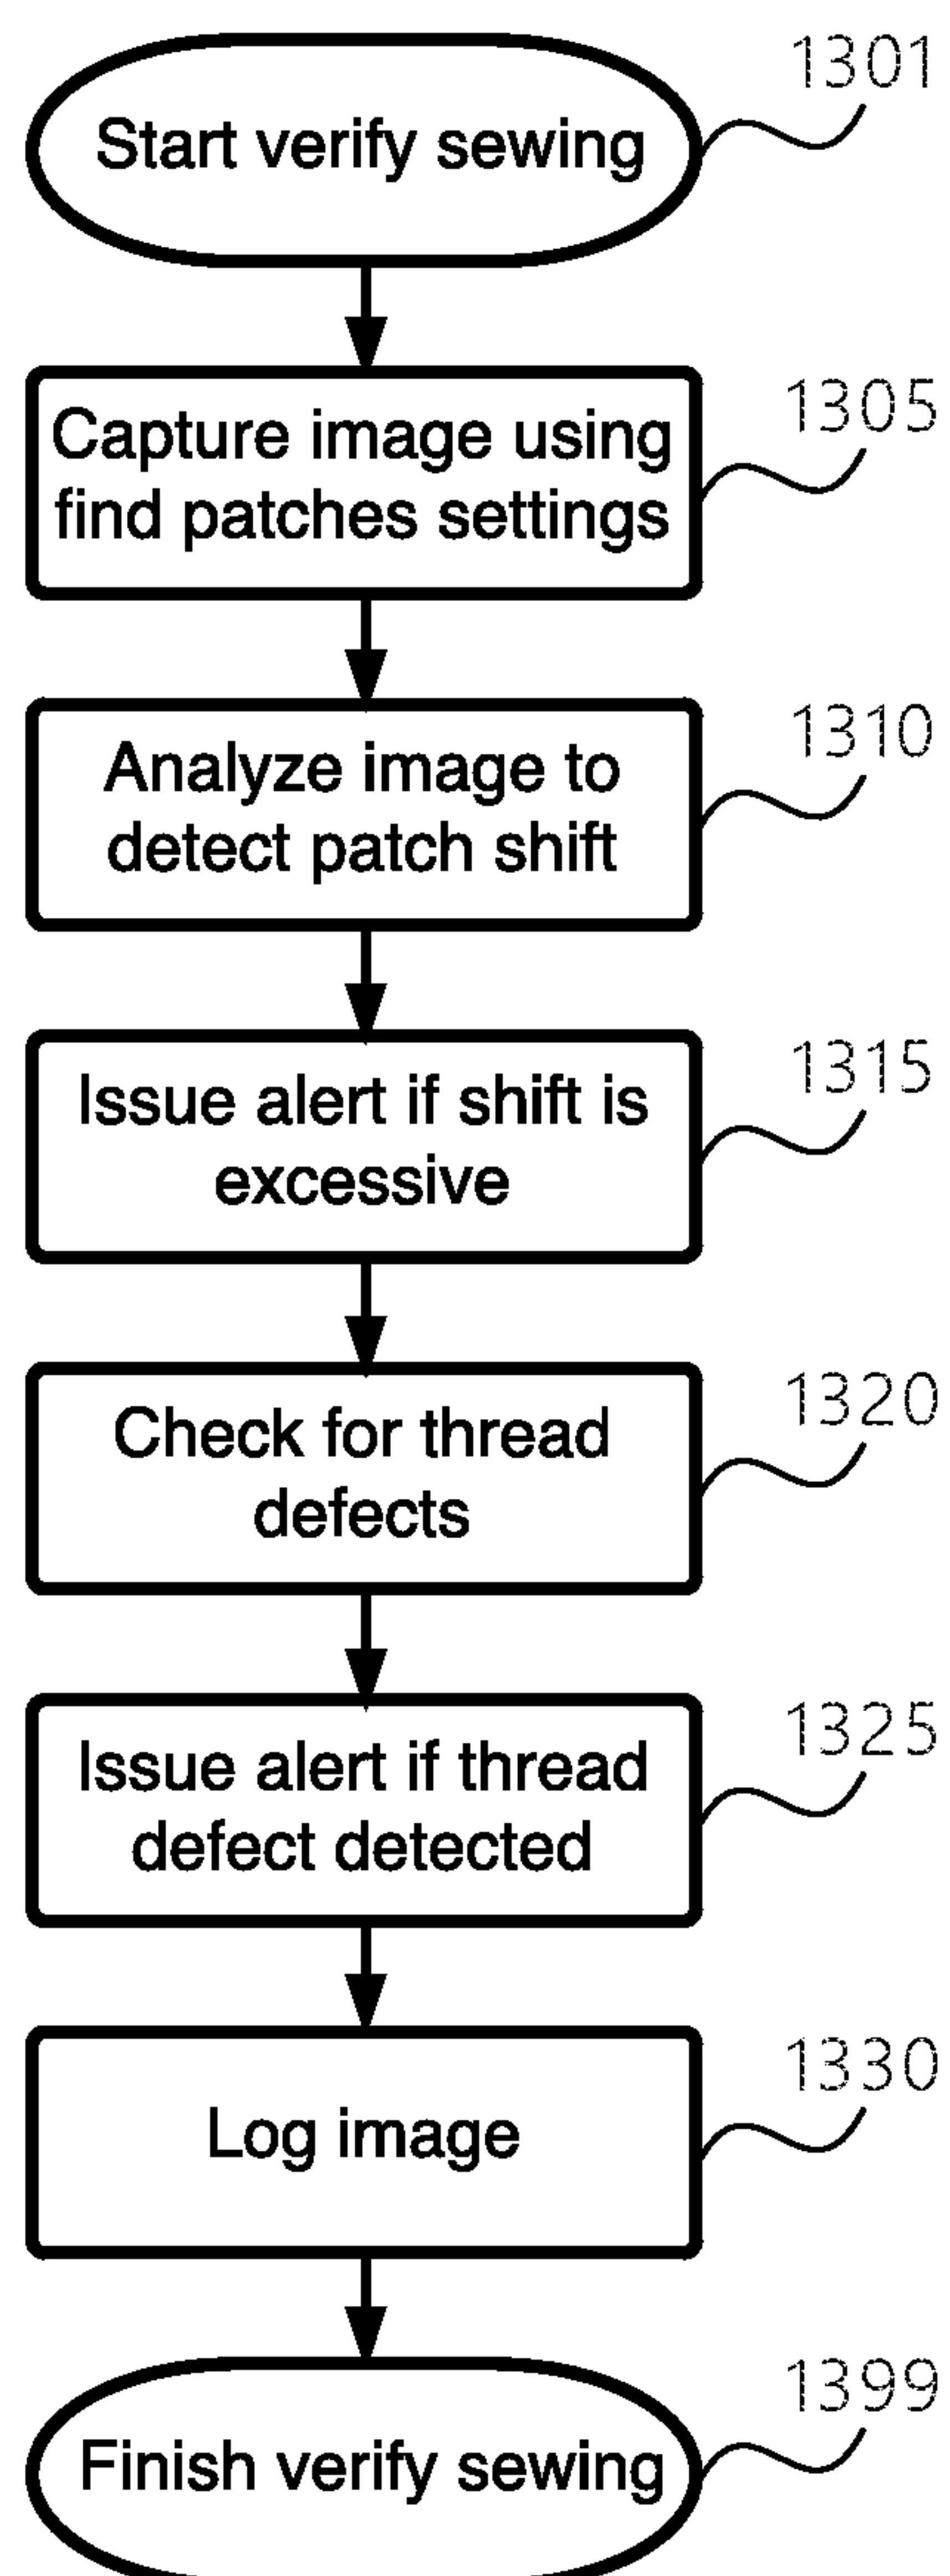 1301
Start verify sewing
1305
Capture image using
find patches settings
1310
Analyze image to
detect patch shift
1315
Issue alert if shift is
excessive
1320
Check for thread
defects
1325
Issue alert if thread
defect detected
1330
Log image
1399
Finish verify sewing